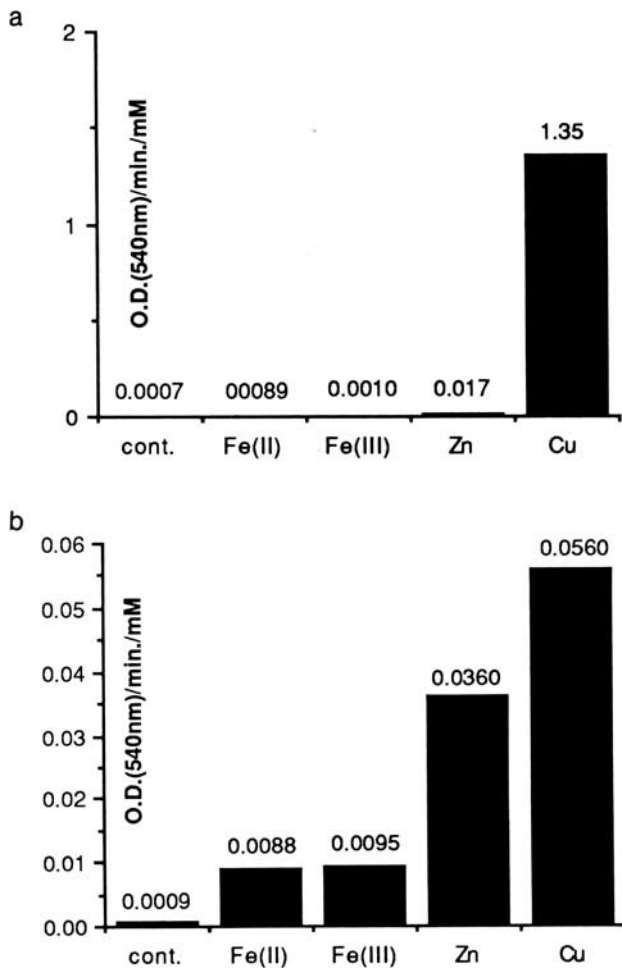 a
2
1
0
O.D.(540nm)/min./mM
0.0007 00089 0.0010 0.017 1.35
cont. Fe(II) Fe(III) Zn Cu
b
0.06
0.05
0.04
0.03
0.02
0.01
0.00
O.D.(540nm)/min./mM
0.0009 0.0088 0.0095 0.0360 0.0560
cont. Fe(II) Fe(III) Zn Cu